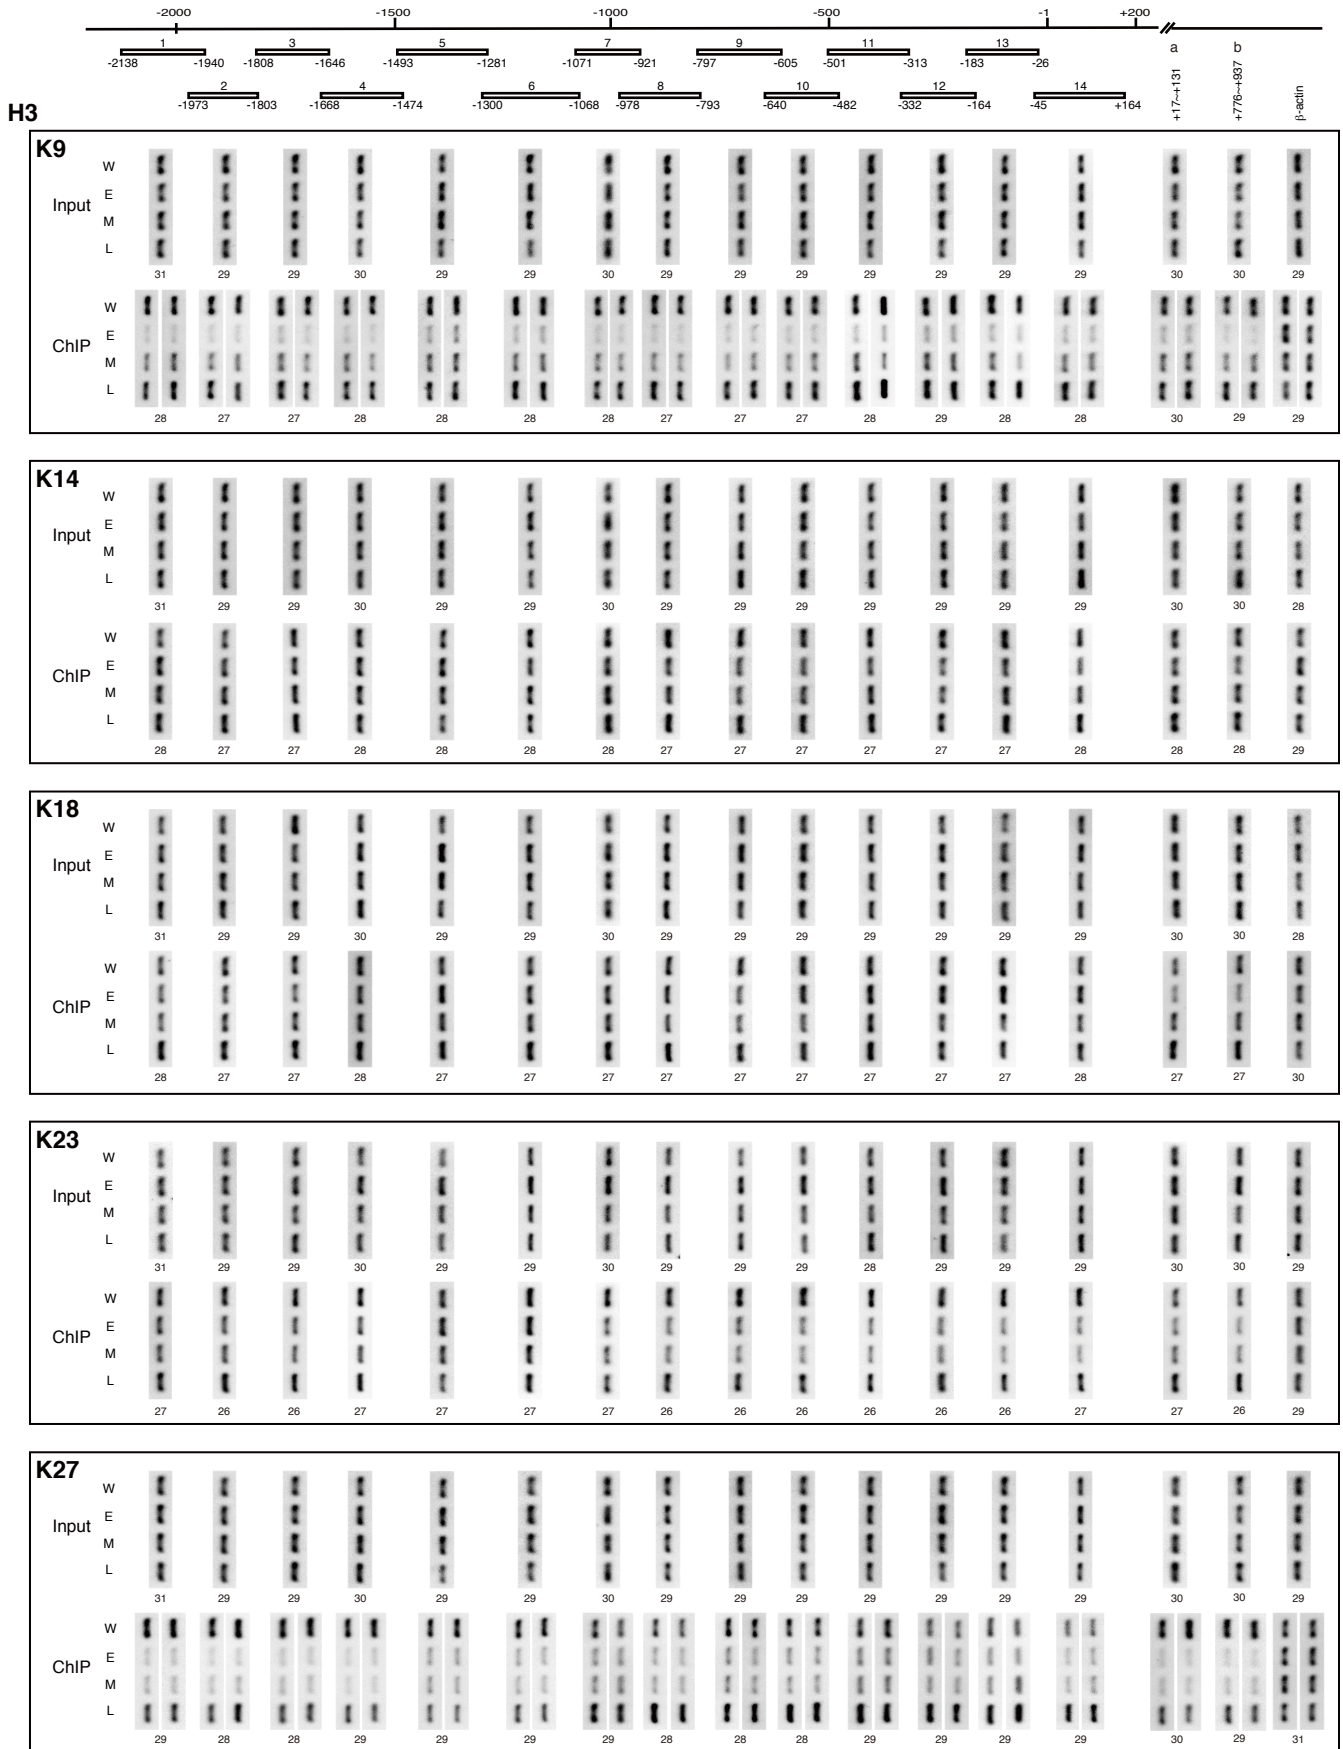 -2000 -1500 -1000 -500 -1 +200
1 3 5 7 9 11 13 a b
-2138 -1940 -1808 -1646 -1493 -1281 -1071 -921 -797 -605 -501 -313 -183 -26
2 4 6 8 10 12 14
-1973 -1803 -1668 -1474 -1300 -1068 -978 -793 -640 -482 -332 -164 -45 +164
+17~+131 +776~+937 β-actin
H3
K9
W
E
Input
M
L
31 29 29 30 29 29 30 29 29 29 28 29 29 29 30 30 29
W
E
ChIP
M
L
28 27 27 28 28 28 28 27 27 27 28 29 28 28 30 29 29
K14
W
E
Input
M
L
31 29 29 30 29 29 30 29 29 29 29 29 29 29 30 30 28
W
E
ChIP
M
L
28 27 27 28 28 28 28 27 27 27 27 27 27 28 28 28 29
K18
W
E
Input
M
L
31 29 29 30 29 29 30 29 29 29 29 29 29 29 30 30 28
W
E
ChIP
M
L
28 27 27 28 27 27 27 27 27 27 27 27 27 28 27 27 30
K23
W
E
Input
M
L
31 29 29 30 29 29 30 29 29 29 28 29 29 29 30 30 29
W
E
ChIP
M
L
27 26 26 27 27 27 27 26 26 26 26 26 26 27 27 26 29
K27
W
E
Input
M
L
31 29 29 30 29 29 30 29 29 29 29 29 29 29 30 30 29
W
E
ChIP
M
L
29 28 28 29 29 29 29 28 28 28 29 29 29 29 30 29 31